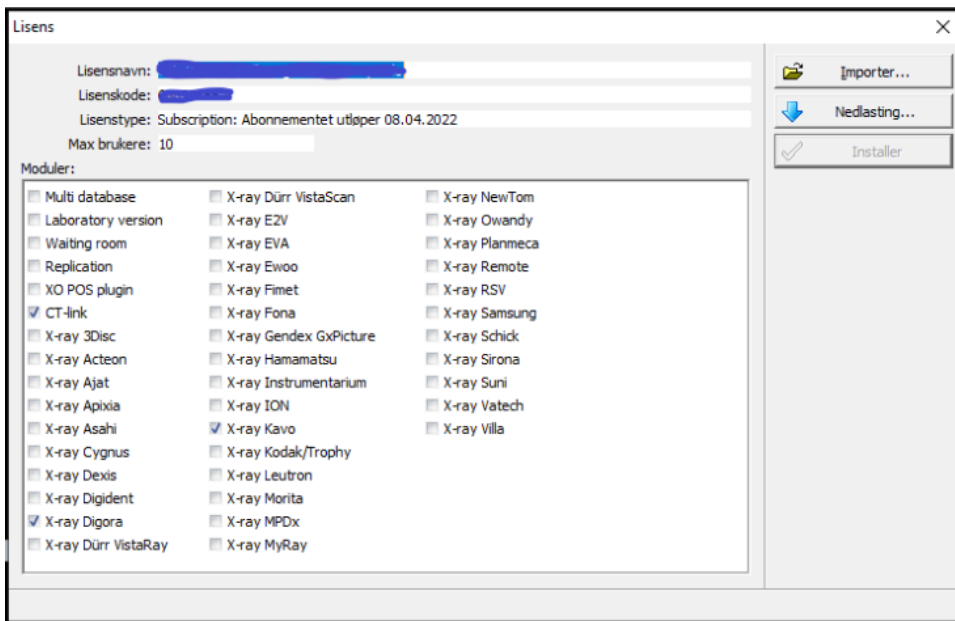 Lisens
Lisensnavn:
Lisenskode:
Lisenstype: Subscription: Abonnementet utløper 08.04.2022
Max brukere: 10
Moduler:
Multi database
Laboratory version
Waiting room
Replication
XO POS plugin
CT-link
X-ray 3Disc
X-ray Acteon
X-ray Ajat
X-ray Apixia
X-ray Asahi
X-ray Cygnus
X-ray Dexis
X-ray Digident
X-ray Digora
X-ray Dürr VistaRay
X-ray Dürr VistaScan
X-ray E2V
X-ray EVA
X-ray Ewoo
X-ray Fimet
X-ray Fona
X-ray Gendex GxPicture
X-ray Hamamatsu
X-ray Instrumentarium
X-ray ION
X-ray Kavo
X-ray Kodak/Trophy
X-ray Leutron
X-ray Morita
X-ray MPDx
X-ray MyRay
X-ray NewTom
X-ray Owandy
X-ray Planmeca
X-ray Remote
X-ray RSV
X-ray Samsung
X-ray Schick
X-ray Sirona
X-ray Suni
X-ray Vatech
X-ray Villa
Importer...
Nedlasting...
Installer